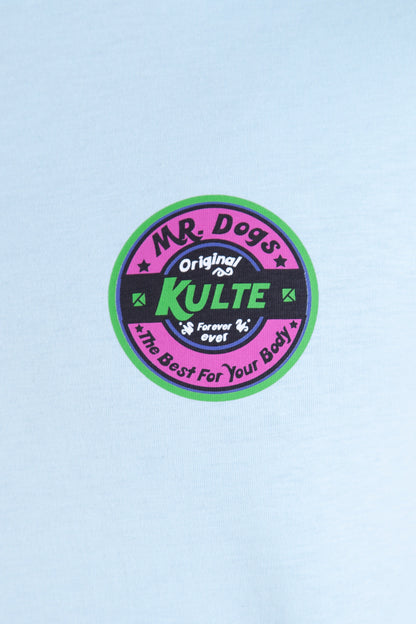 MR. Dogs
Original
KULTE
Forever
ever
The Best For Your Body